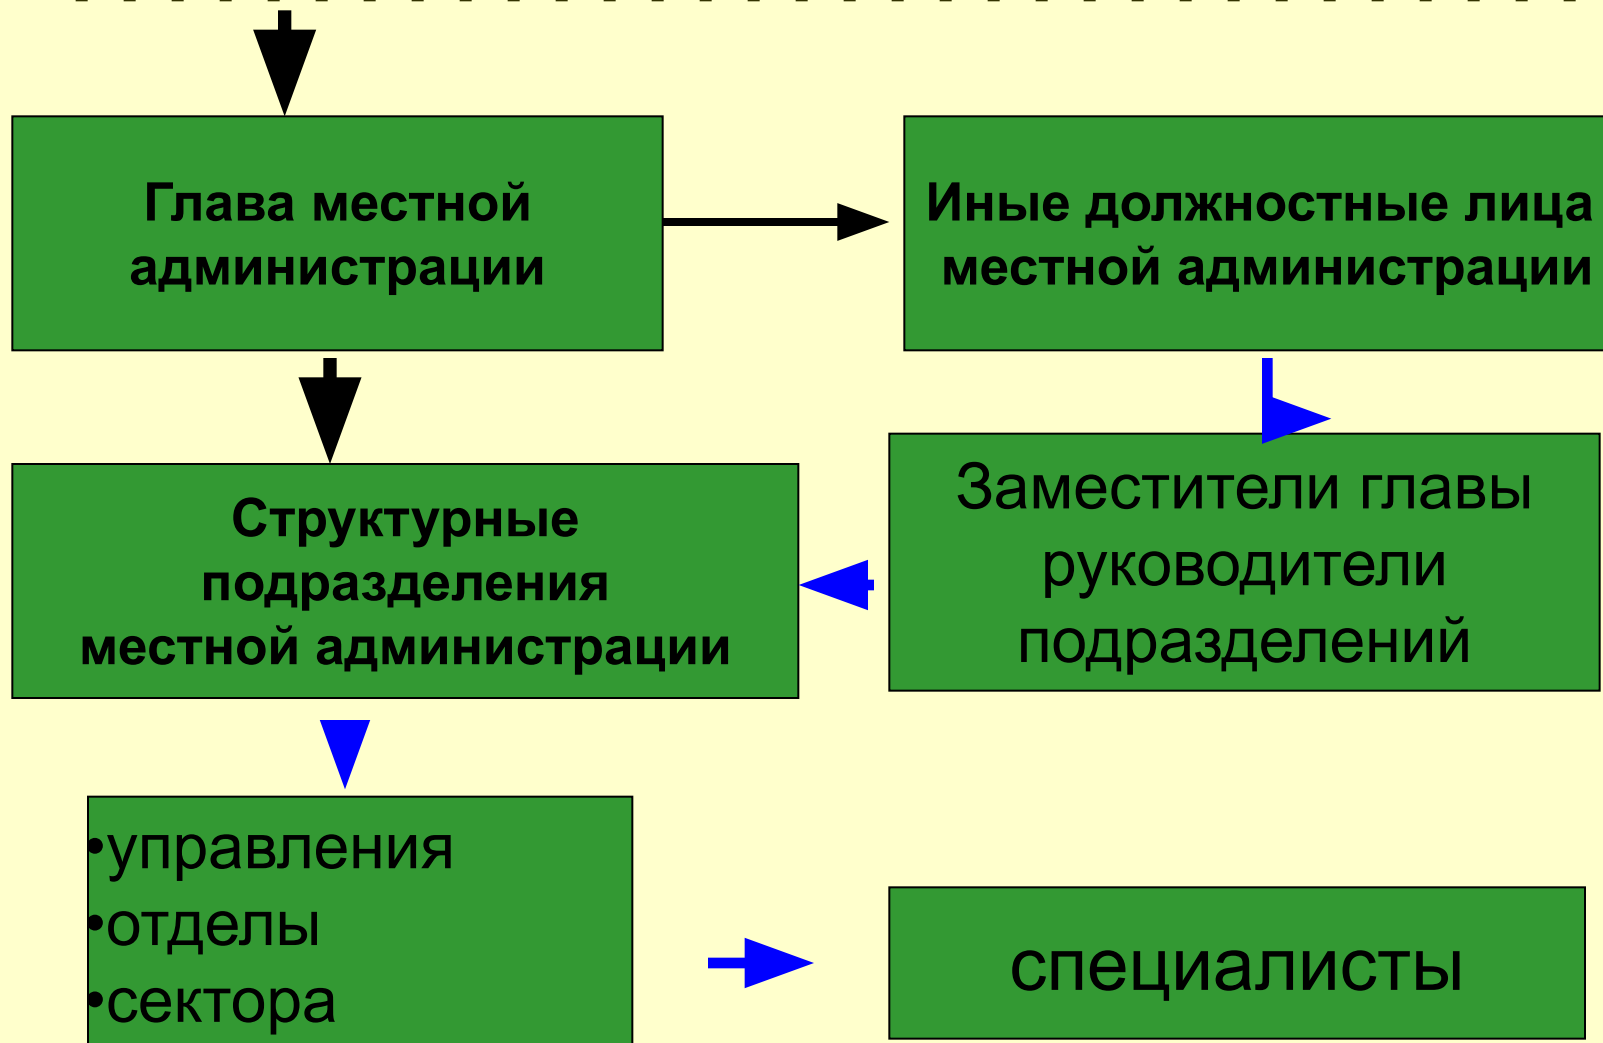 Глава местной
администрации
Иные должностные лица
местной администрации
Структурные
подразделения
местной администрации
Заместители главы
руководители
подразделений
•управления
•отделы
•сектора
специалисты